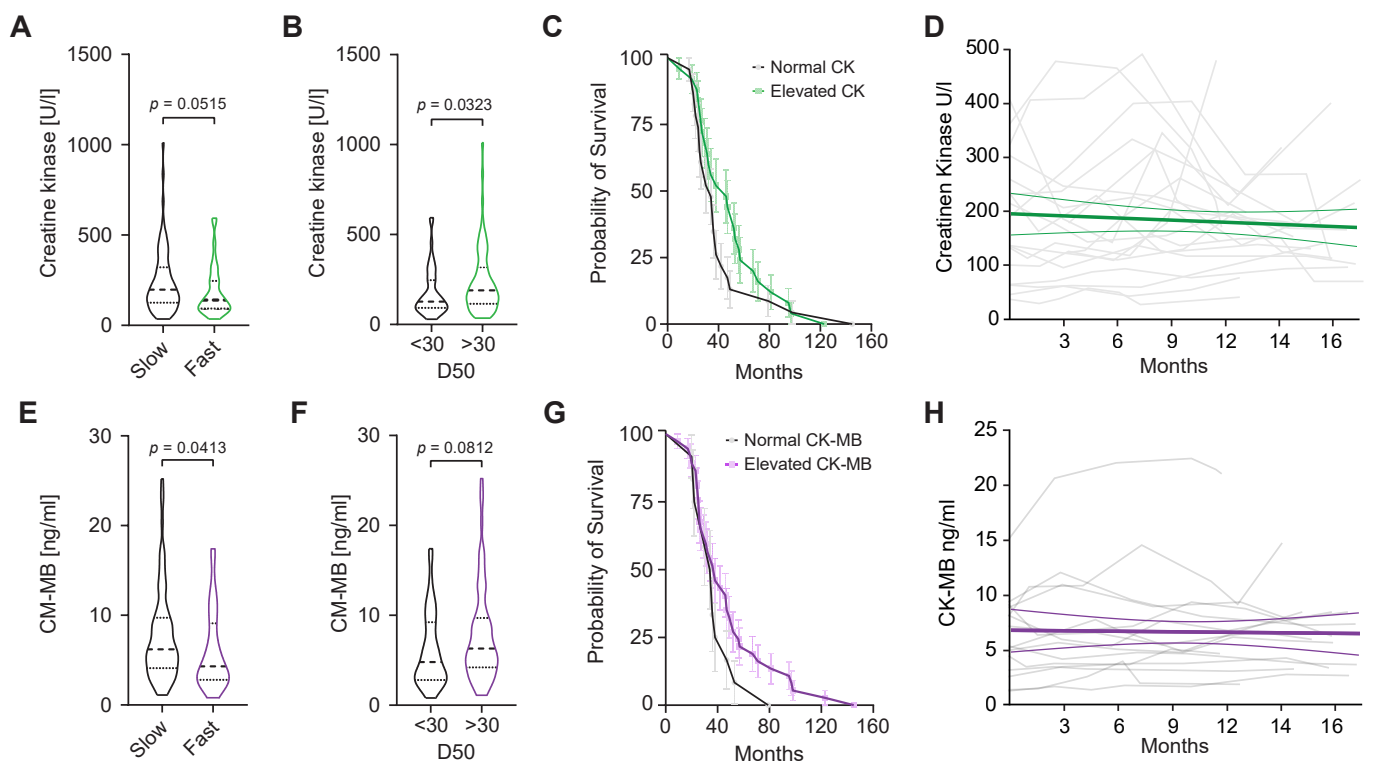 A
Creatine kinase [U/l]
1500
1000
500
0
p = 0.0515
Slow
Fast
B
Creatine kinase [U/l]
1500
1000
500
0
p = 0.0323
<30
>30
D50
C
Probability of Survival
100
75
50
25
0
Normal CK
Elevated CK
0
40
80
120
160
Months
D
Creatinen Kinase U/l
500
400
300
200
100
0
3
6
9
12
14
16
Months
E
CM-MB [ng/ml]
30
20
10
0
p = 0.0413
Slow
Fast
F
CM-MB [ng/ml]
30
20
10
0
p = 0.0812
<30
>30
D50
G
Probability of Survival
100
75
50
25
0
Normal CK-MB
Elevated CK-MB
0
40
80
120
160
Months
H
CK-MB ng/ml
25
20
15
10
5
0
3
6
9
12
14
16
Months